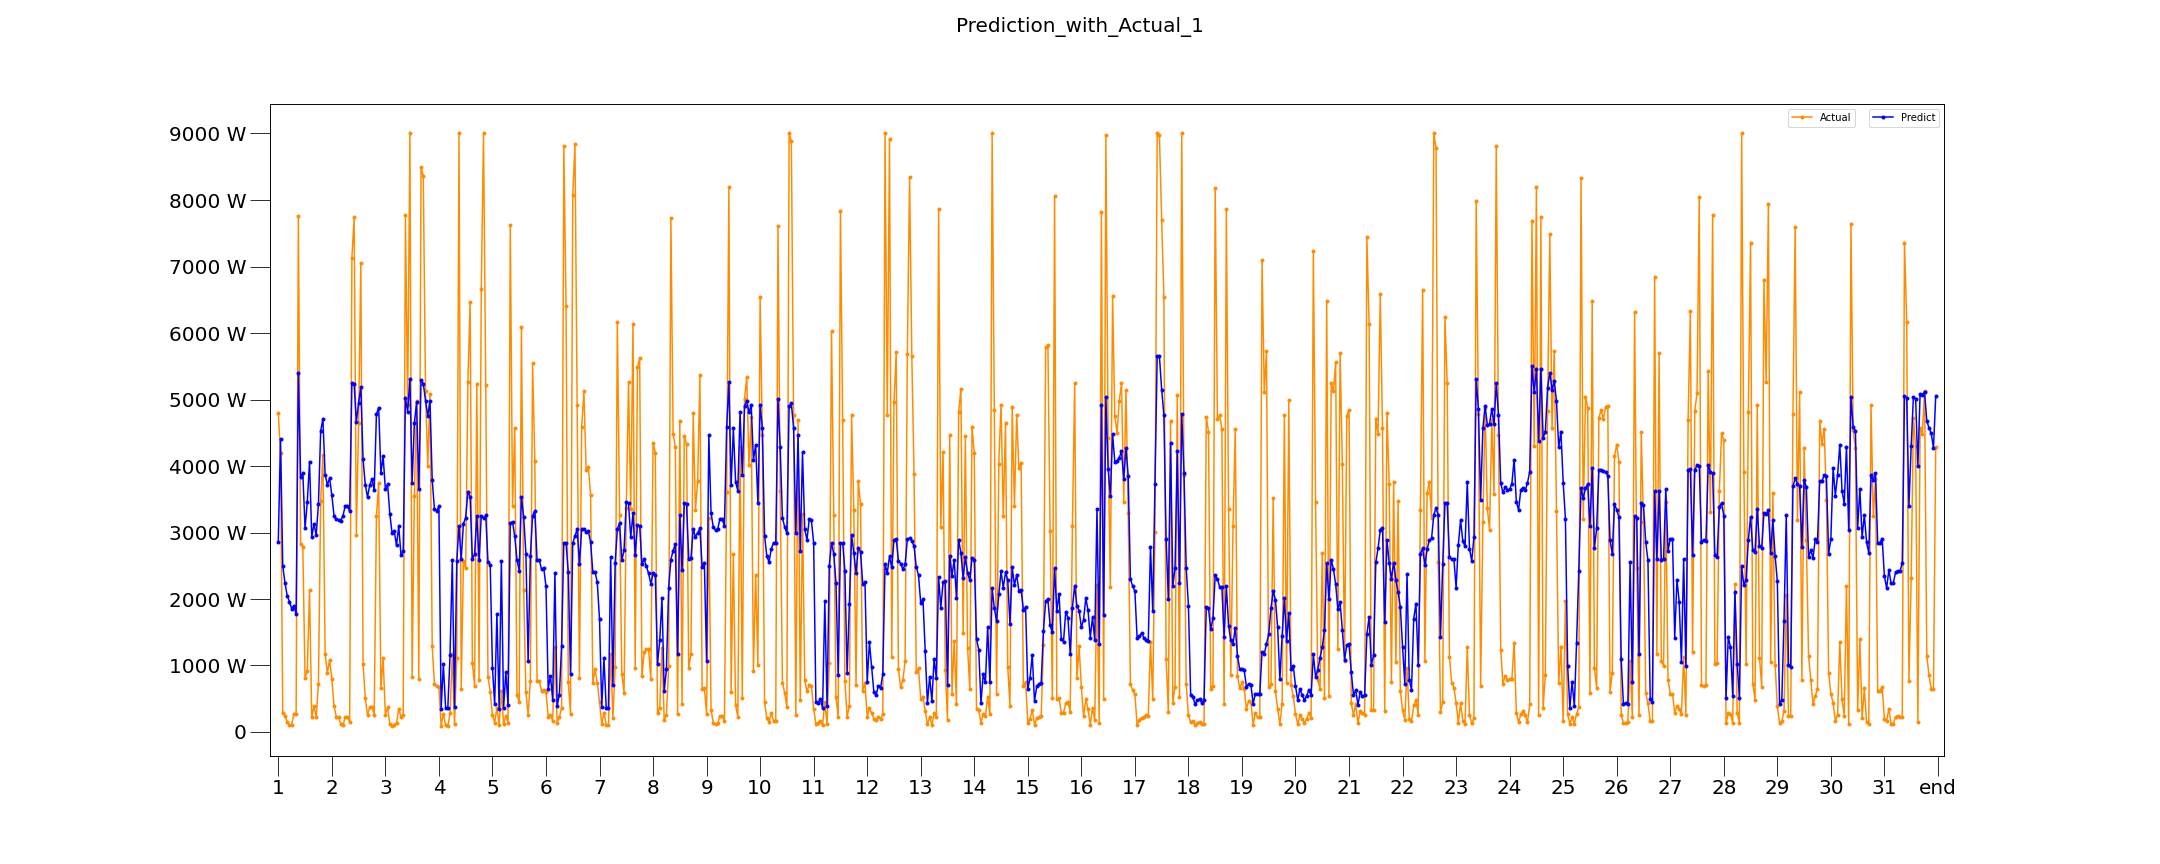 Prediction_with_Actual_1
Actual Predict
9000 W
8000 W
7000 W
6000 W
5000 W
4000 W
3000 W
2000 W
1000 W
0
1 2 3 4 5 6 7 8 9 10 11 12 13 14 15 16 17 18 19 20 21 22 23 24 25 26 27 28 29 30 31 end